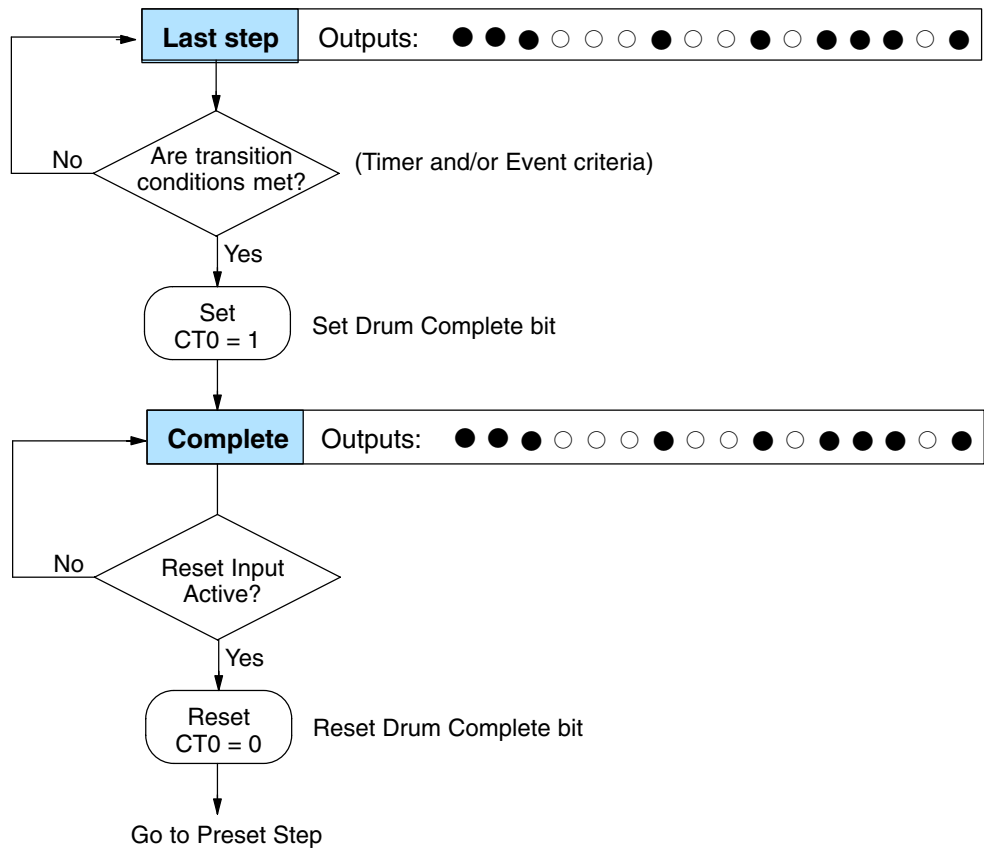 Last step Outputs:
Are transition
conditions met?
(Timer and/or Event criteria)
No
Yes
Set
CT0 = 1
Set Drum Complete bit
Complete Outputs:
Reset Input
Active?
No
Yes
Reset
CT0 = 0
Reset Drum Complete bit
Go to Preset Step